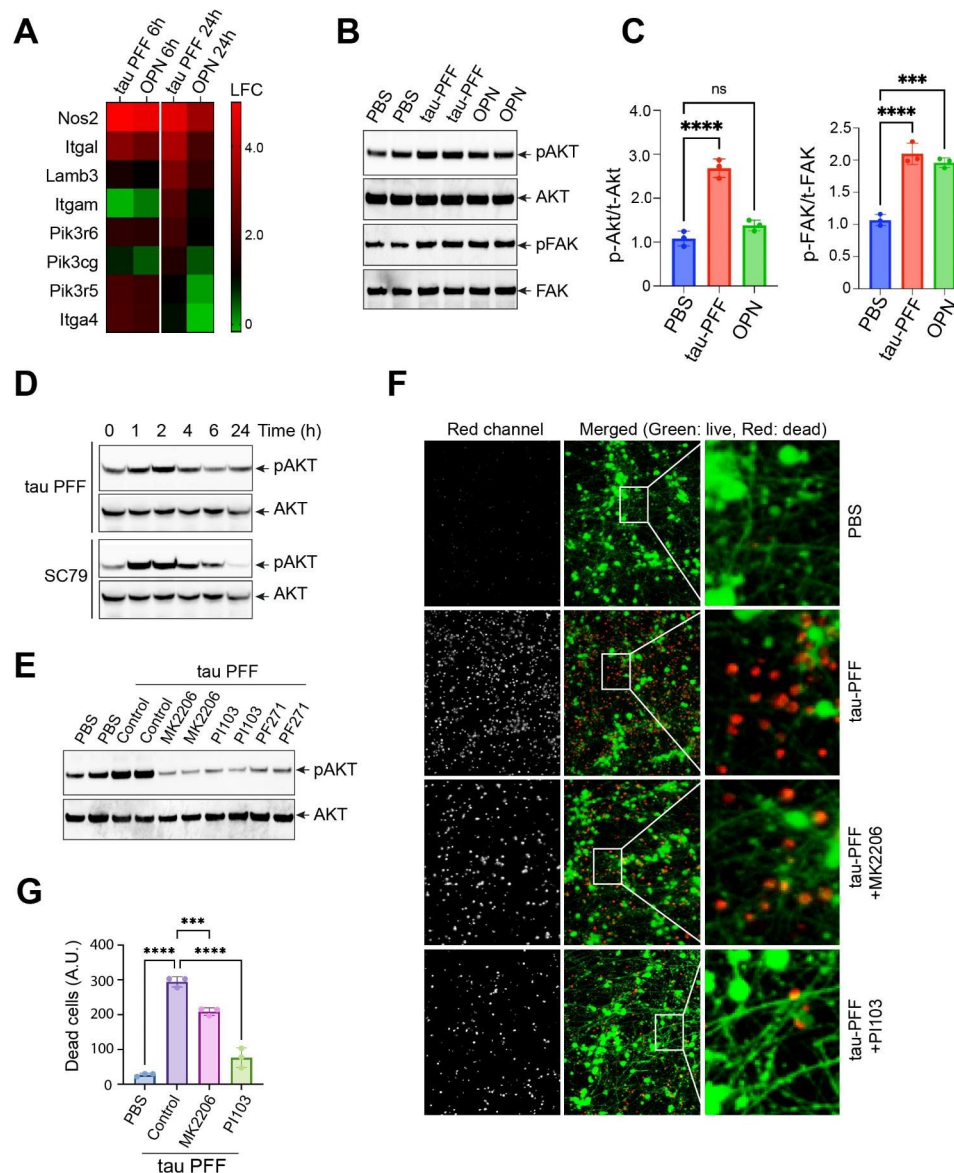 A
tau PFF 6h
OPN 6h
tau PFF 24h
OPN 24h
LFC
Nos2
Itgal
Lamb3
Itgam
Pik3r6
Pik3cg
Pik3r5
Itga4
4.0
2.0
0
B
PBS PBS tau-PFF tau-PFF OPN OPN
pAKT
AKT
pFAK
FAK
C
p-Akt/t-Akt
4.0
3.0
2.0
1.0
0
ns
****
PBS tau-PFF OPN
p-FAK/t-FAK
2.5
2.0
1.5
1.0
0.5
0
***
****
PBS tau-PFF OPN
D
0 1 2 4 6 24 Time (h)
tau PFF
pAKT
AKT
SC79
pAKT
AKT
E
tau PFF
PBS PBS Control Control MK2206 MK2206 PI103 PI103 PF271 PF271
pAKT
AKT
F
Red channel
Merged (Green: live, Red: dead)
PBS
tau-PFF
tau-PFF
+MK2206
tau-PFF
+PI103
G
Dead cells (A.U.)
400
300
200
100
0
***
**** ****
PBS Control MK2206 PI103
tau PFF